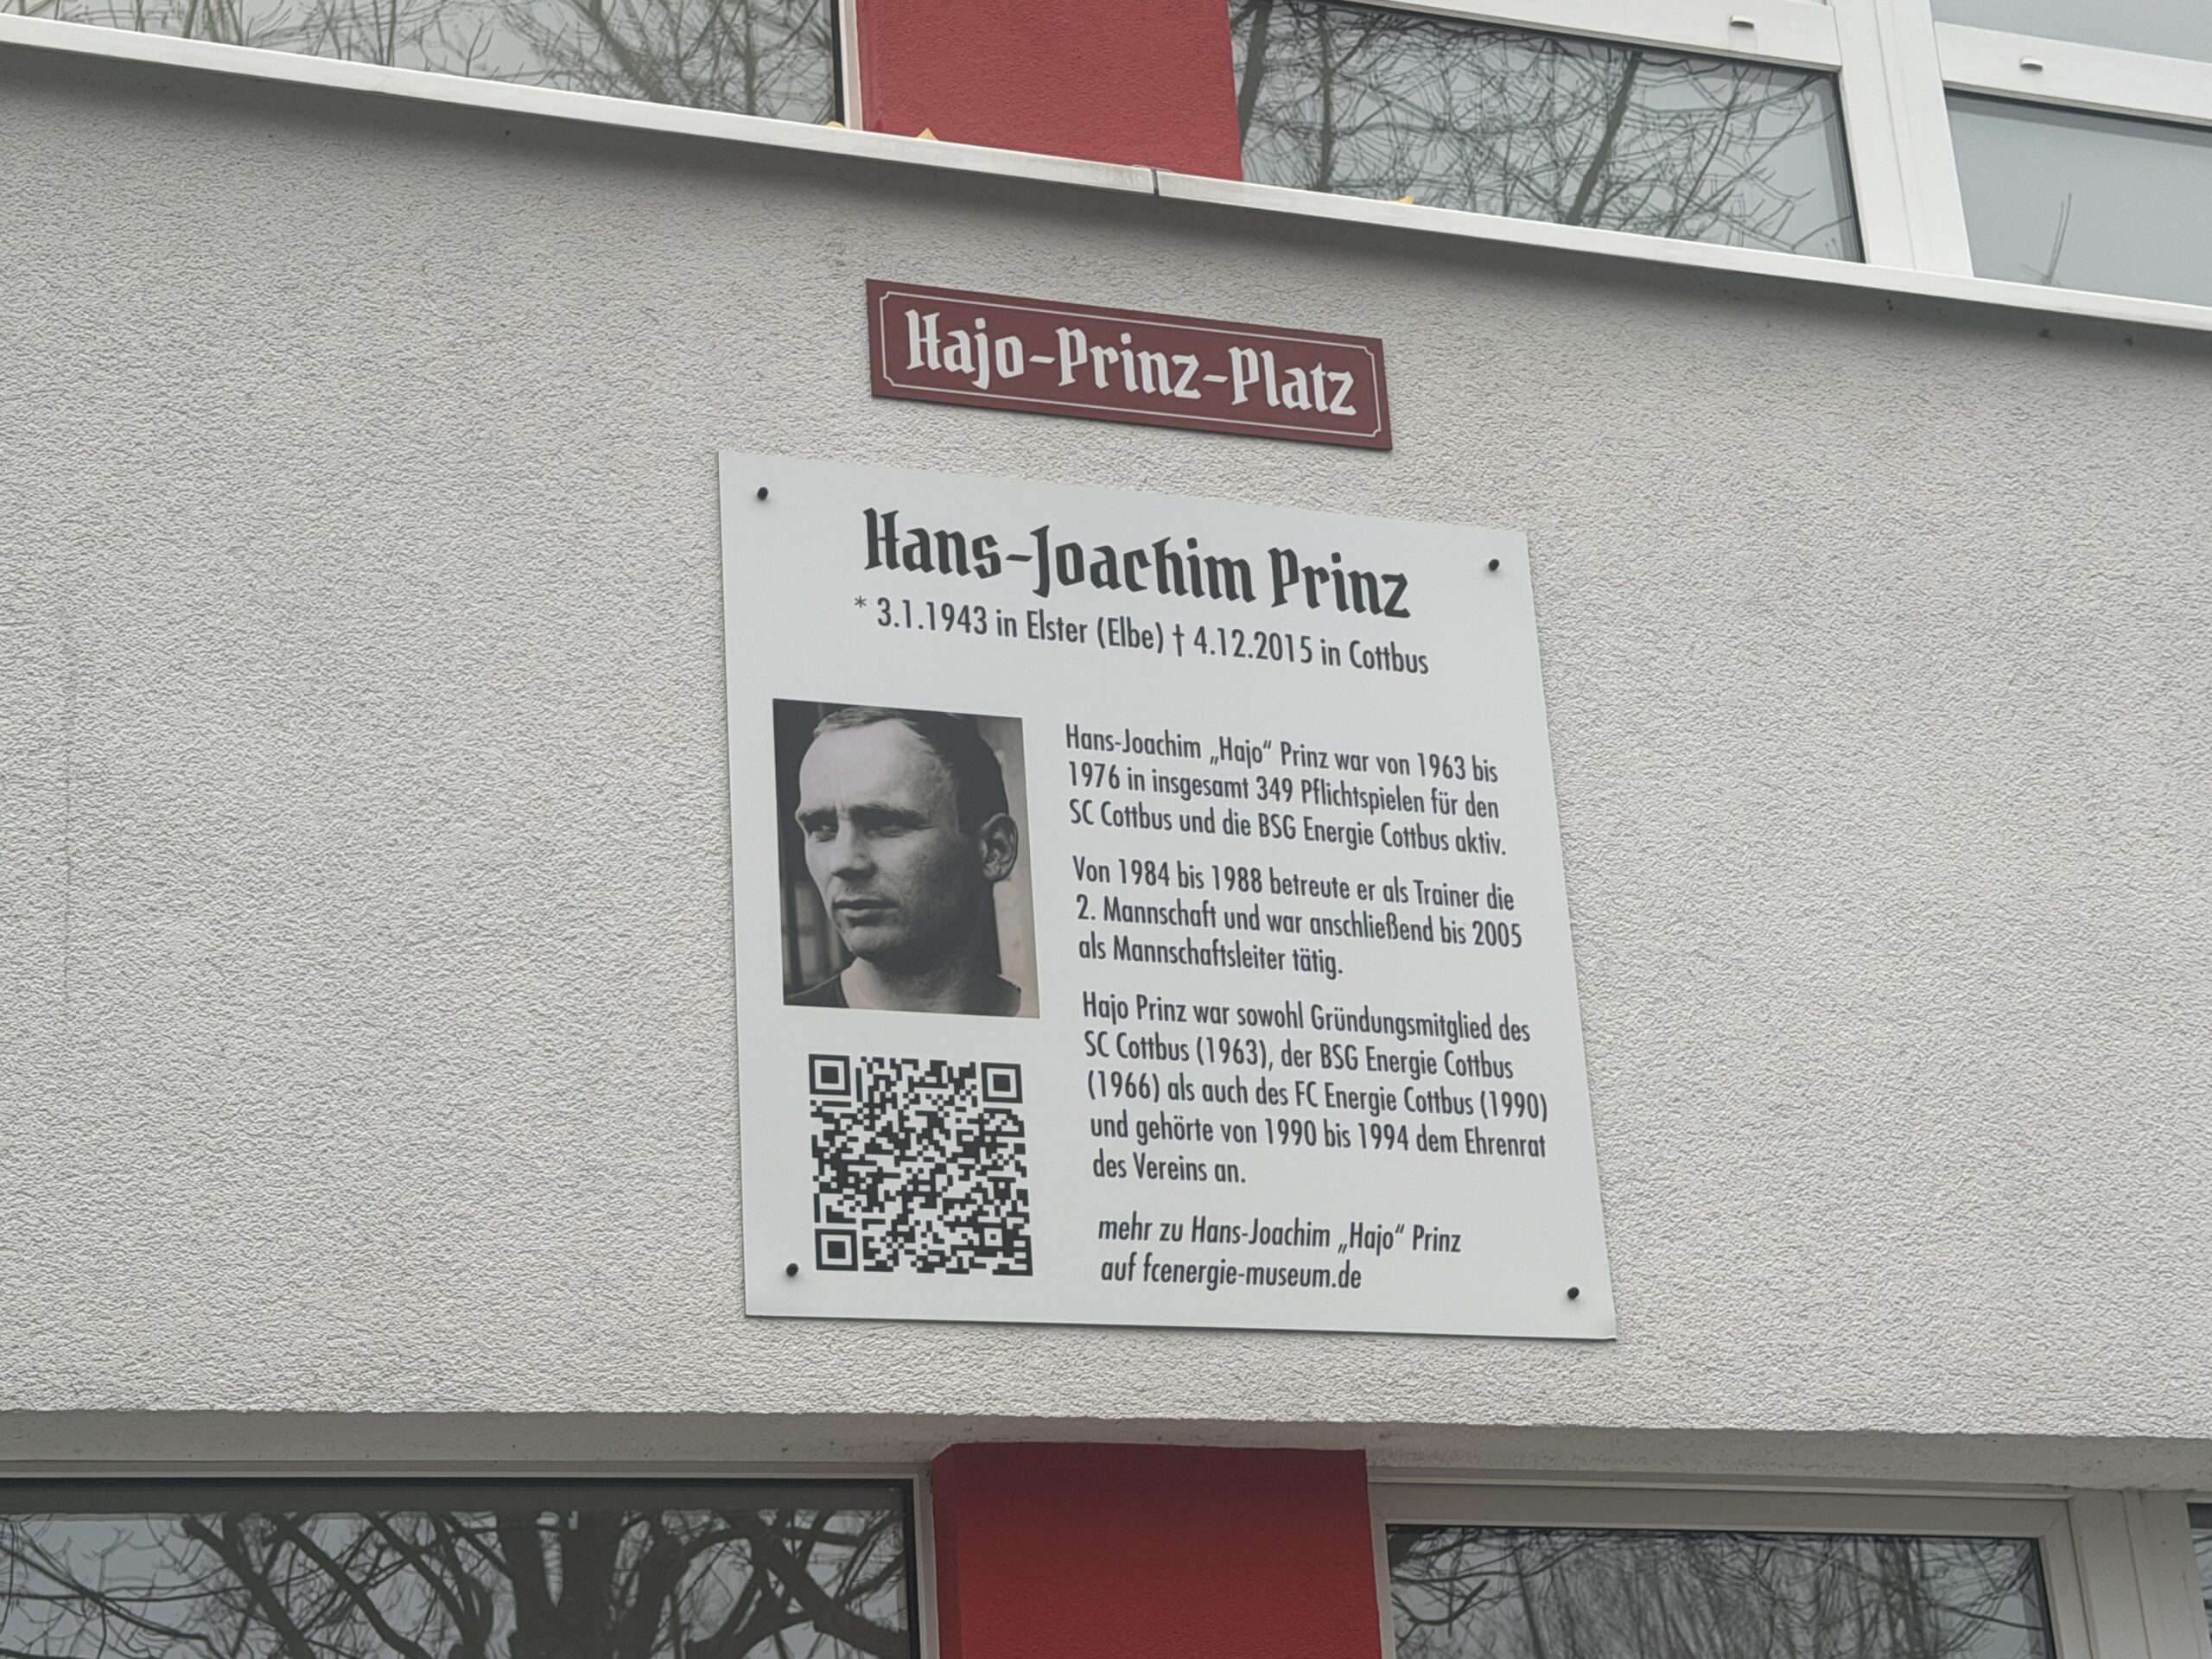 Hajo-Prinz-Platz
Hans-Joachim Prinz
* 3.1.1943 in Elster (Elbe) † 4.12.2015 in Cottbus
Hans-Joachim „Hajo“ Prinz war von 1963 bis
1976 in insgesamt 349 Pflichtspielen für den
SC Cottbus und die BSG Energie Cottbus aktiv.
Von 1984 bis 1988 betreute er als Trainer die
2. Mannschaft und war anschließend bis 2005
als Mannschaftsleiter tätig.
Hajo Prinz war sowohl Gründungsmitglied des
SC Cottbus (1963), der BSG Energie Cottbus
(1966) als auch des FC Energie Cottbus (1990)
und gehörte von 1990 bis 1994 dem Ehrenrat
des Vereins an.
mehr zu Hans-Joachim „Hajo“ Prinz
auf fcenergie-museum.de